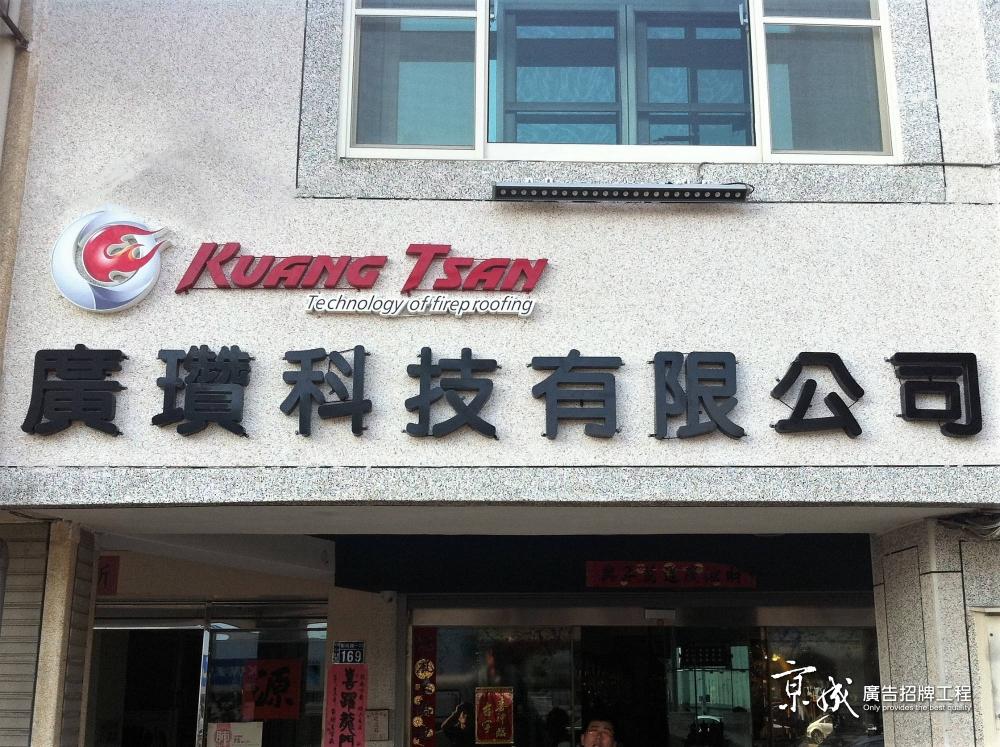 KUANG TSAN
Technology of fireproofing
廣瓚科技有限公司
169
源
京成 廣告招牌工程
Only provides the best quality